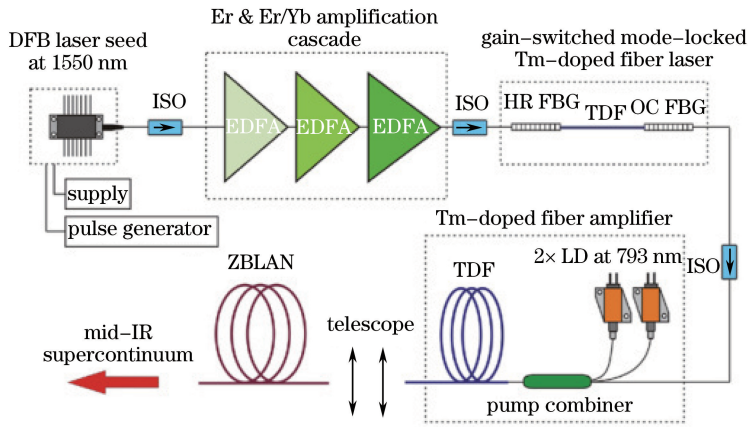 Er & Er/Yb amplification
cascade
DFB laser seed
at 1550 nm
gain-switched mode-locked
Tm-doped fiber laser
ISO
ISO
HR FBG
TDF
OC FBG
EDFA
EDFA
EDFA
supply
pulse generator
Tm-doped fiber amplifier
ZBLAN
TDF
2× LD at 793 nm
ISO
telescope
mid-IR
supercontinuum
pump combiner